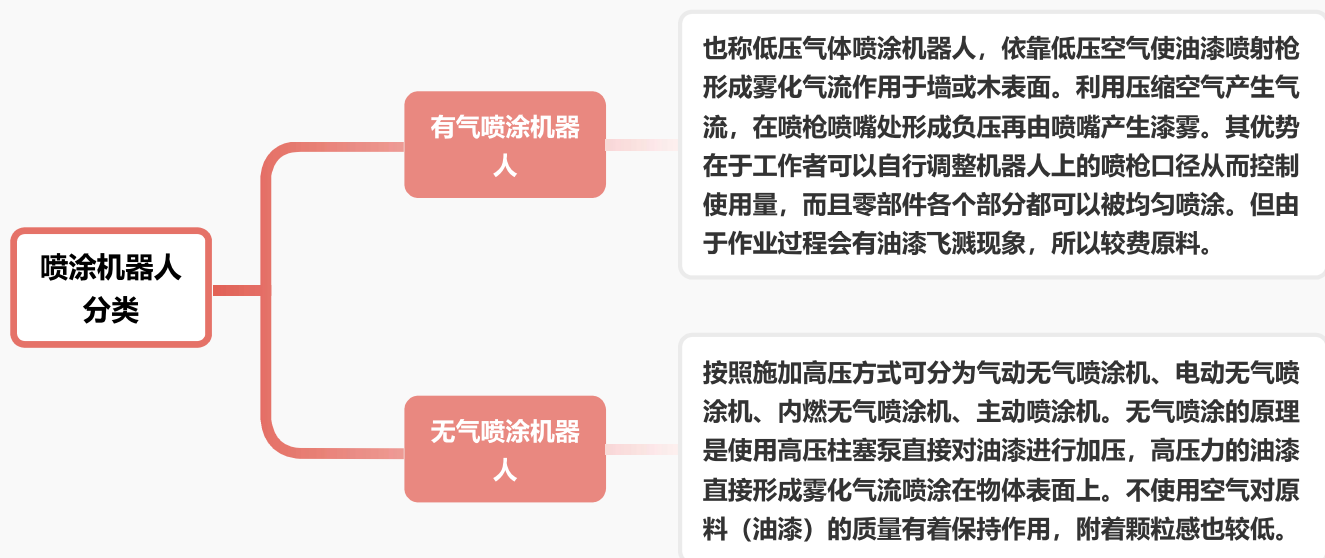 喷涂机器人
分类
有气喷涂机器
人
也称低压气体喷涂机器人，依靠低压空气使油漆喷射枪
形成雾化气流作用于墙或木表面。利用压缩空气产生气
流，在喷枪喷嘴处形成负压再由喷嘴产生漆雾。其优势
在于工作者可以自行调整机器人上的喷枪口径从而控制
使用量，而且零部件各个部分都可以被均匀喷涂。但由
于作业过程会有油漆飞溅现象，所以较费原料。
无气喷涂机器
人
按照施加高压方式可分为气动无气喷涂机、电动无气喷
涂机、内燃无气喷涂机、主动喷涂机。无气喷涂的原理
是使用高压柱塞泵直接对油漆进行加压，高压力的油漆
直接形成雾化气流喷涂在物体表面上。不使用空气对原
料（油漆）的质量有着保持作用，附着颗粒感也较低。